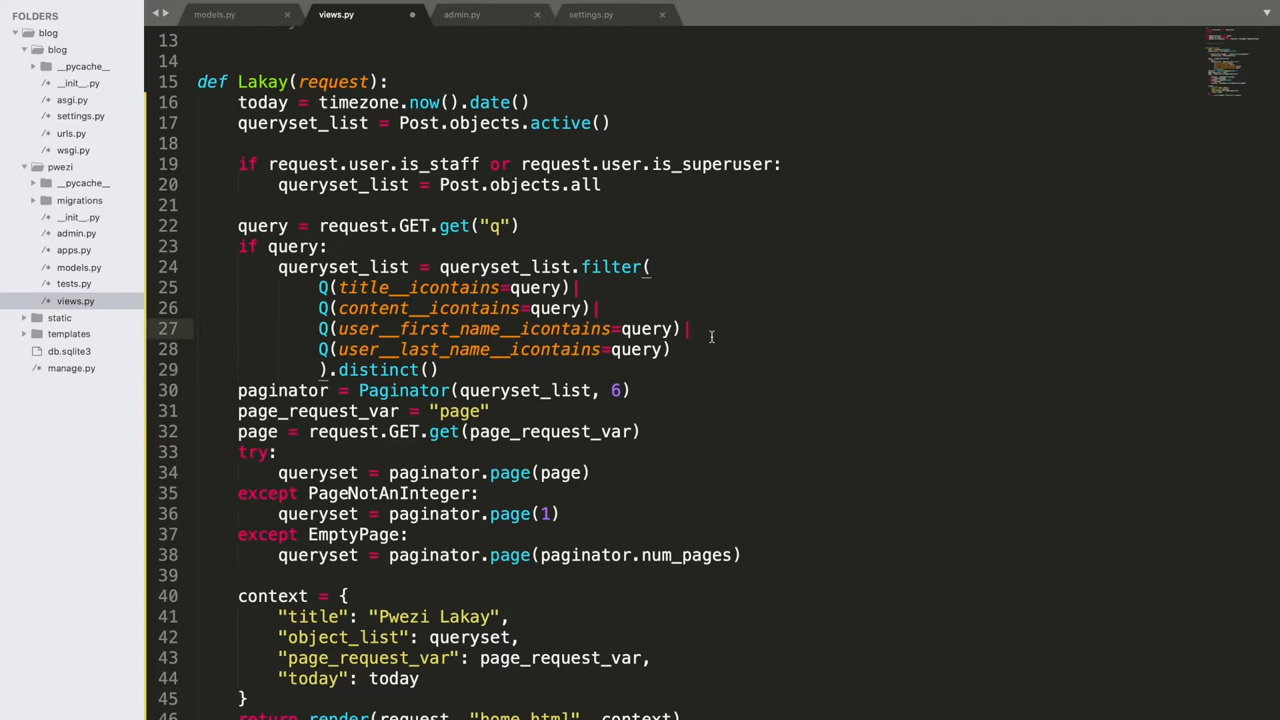 FOLDERS
blog
blog
__pycache__
__init__.py
asgi.py
settings.py
urls.py
wsgi.py
pwezi
__pycache__
migrations
__init__.py
admin.py
apps.py
models.py
tests.py
views.py
static
templates
db.sqlite3
manage.py
models.py
views.py
admin.py
settings.py
13
14
15 def Lakay(request):
16 today = timezone.now().date()
17 queryset_list = Post.objects.active()
18
19 if request.user.is_staff or request.user.is_superuser:
20 queryset_list = Post.objects.all
21
22 query = request.GET.get("q")
23 if query:
24 queryset_list = queryset_list.filter(
25 Q(title__icontains=query)|
26 Q(content__icontains=query)|
27 Q(user__first_name__icontains=query)|
28 Q(user__last_name__icontains=query)
29 ).distinct()
30 paginator = Paginator(queryset_list, 6)
31 page_request_var = "page"
32 page = request.GET.get(page_request_var)
33 try:
34 queryset = paginator.page(page)
35 except PageNotAnInteger:
36 queryset = paginator.page(1)
37 except EmptyPage:
38 queryset = paginator.page(paginator.num_pages)
39
40 context = {
41 "title": "Pwezi Lakay",
42 "object_list": queryset,
43 "page_request_var": page_request_var,
44 "today": today
45 }
46 return render(request, "home.html", context)